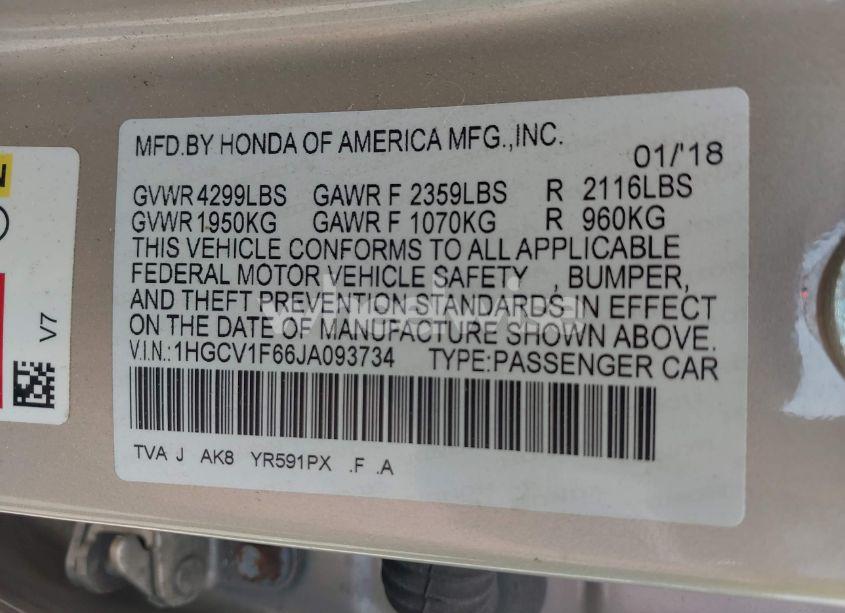 MFD.BY HONDA OF AMERICA MFG.,INC.
01/'18
GVWR 4299LBS GAWR F 2359LBS R 2116LBS
GVWR 1950KG GAWR F 1070KG R 960KG
THIS VEHICLE CONFORMS TO ALL APPLICABLE
FEDERAL MOTOR VEHICLE SAFETY , BUMPER,
AND THEFT PREVENTION STANDARDS IN EFFECT
ON THE DATE OF MANUFACTURE SHOWN ABOVE.
V.I.N.:1HGCV1F66JA093734 TYPE:PASSENGER CAR
TVA J AK8 YR591PX .F .A
N
V7